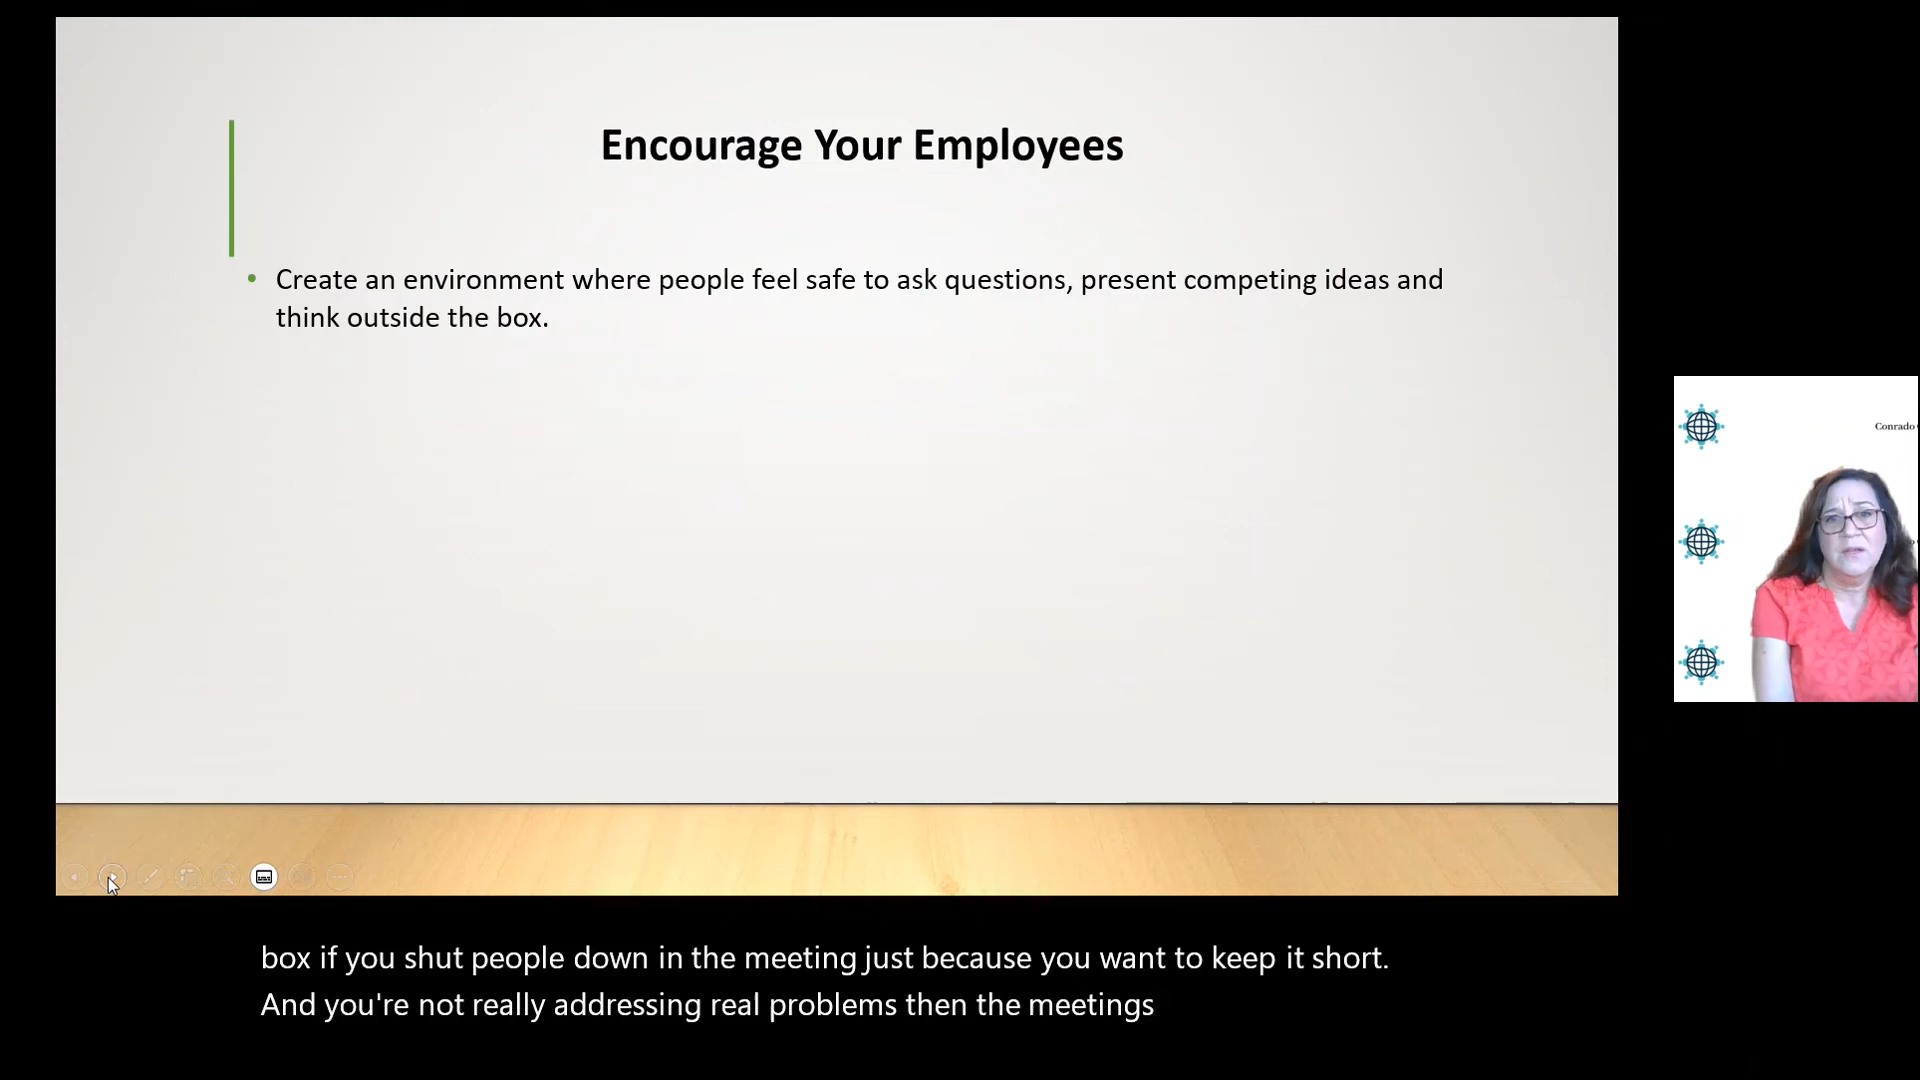 Encourage Your Employees
• Create an environment where people feel safe to ask questions, present competing ideas and
think outside the box.
Conrado
box if you shut people down in the meeting just because you want to keep it short.
And you're not really addressing real problems then the meetings